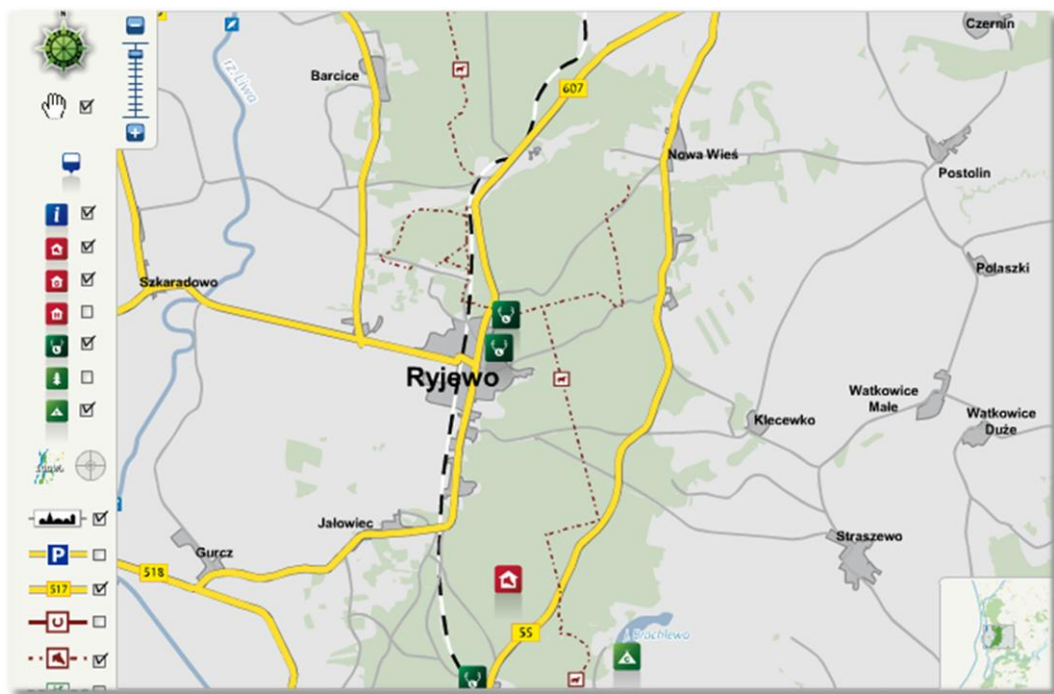 N
Czernin
rz. Liwa
Barcice
607
Nowa Wieś
Postolin
Polaszki
Szkaradowo
Ryjewo
Watkowice
Małe
Watkowice
Duże
Klecewko
Jałowiec
Straszewo
Gurcz
518
55
J. Brachlewo
i
P
517
C